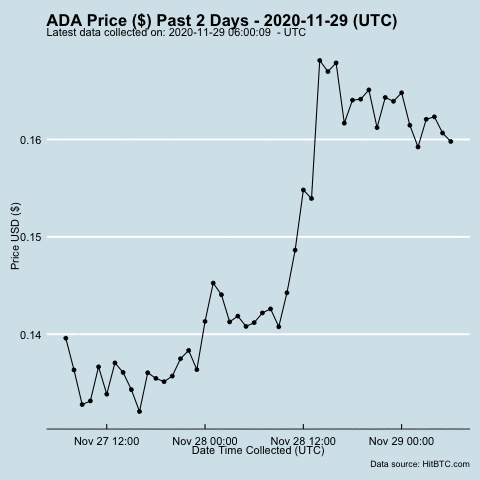 ADA Price ($) Past 2 Days - 2020-11-29 (UTC)
Latest data collected on: 2020-11-29 06:00:09 - UTC
Price USD ($)
0.16
0.15
0.14
Nov 27 12:00
Nov 28 00:00
Nov 28 12:00
Nov 29 00:00
Date Time Collected (UTC)
Data source: HitBTC.com